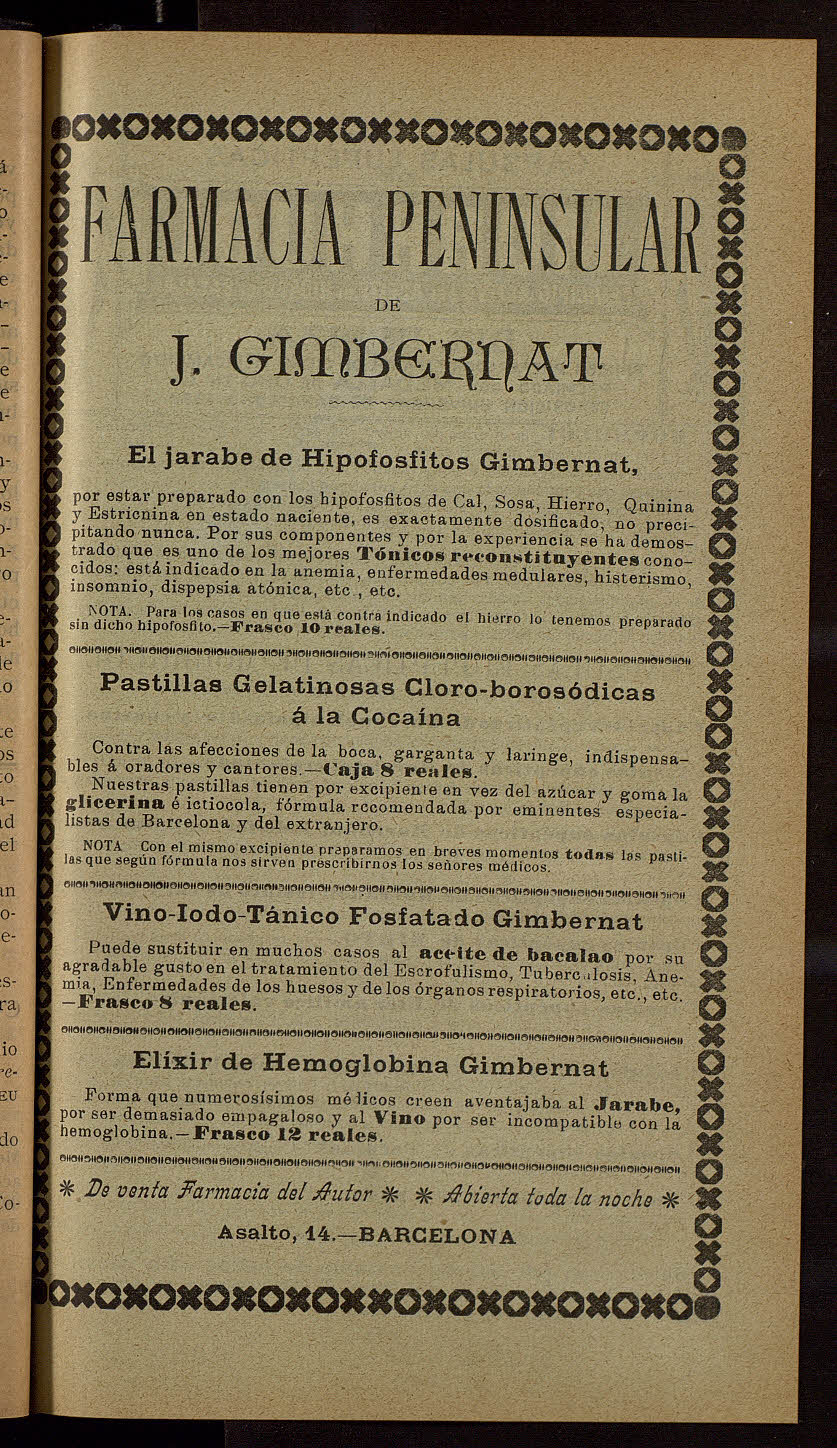 FARMACIA PENINSULAR
DE
J. GIMBERNAT
El jarabe de Hipofosfitos Gimbernat,
por estar preparado con los hipofosfitos de Cal, Sosa, Hierro, Quinina
y Estricnina en estado naciente, es exactamente dosificado, no preci-
pitando nunca. Por sus componentes y por la experiencia se ha demos-
trado que es uno de los mejores Tónicos reconstituyentes cono-
cidos; está indicado en la anemia, enfermedades medulares, histerismo,
insomnio, dispepsia atónica, etc., etc.
NOTA. Para los casos en que está contra indicado el hierro lo tenemos preparado
sin dicho hipofosfito.—Frasco 10 reales.
Pastillas Gelatinosas Cloro-borosódicas
á la Cocaína
Contra las afecciones de la boca, garganta y laringe, indispensa-
bles á oradores y cantores.—Caja 8 reales.
Nuestras pastillas tienen por excipiente en vez del azúcar y goma la
glicerina é ictiocola, fórmula recomendada por eminentes especia-
listas de Barcelona y del extranjero.
NOTA Con el mismo excipiente preparamos en breves momentos todas las pasti-
las que según fórmula nos sirven prescribirnos los señores médicos.
Vino-Iodo-Tánico Fosfatado Gimbernat
Puede sustituir en muchos casos al aceite de bacalao por su
agradable gusto en el tratamiento del Escrofulismo, Tuberculosis, Ane-
mia, Enfermedades de los huesos y de los órganos respiratorios, etc., etc.
—Frasco 8 reales.
Elíxir de Hemoglobina Gimbernat
Forma que numerosísimos médicos creen aventajaba al Jarabe,
por ser demasiado empagaloso y al Vino por ser incompatible con la
hemoglobina.—Frasco 12 reales.
* De venta Farmacia del Autor * * Abierta toda la noche *
Asalto, 14.—BARCELONA